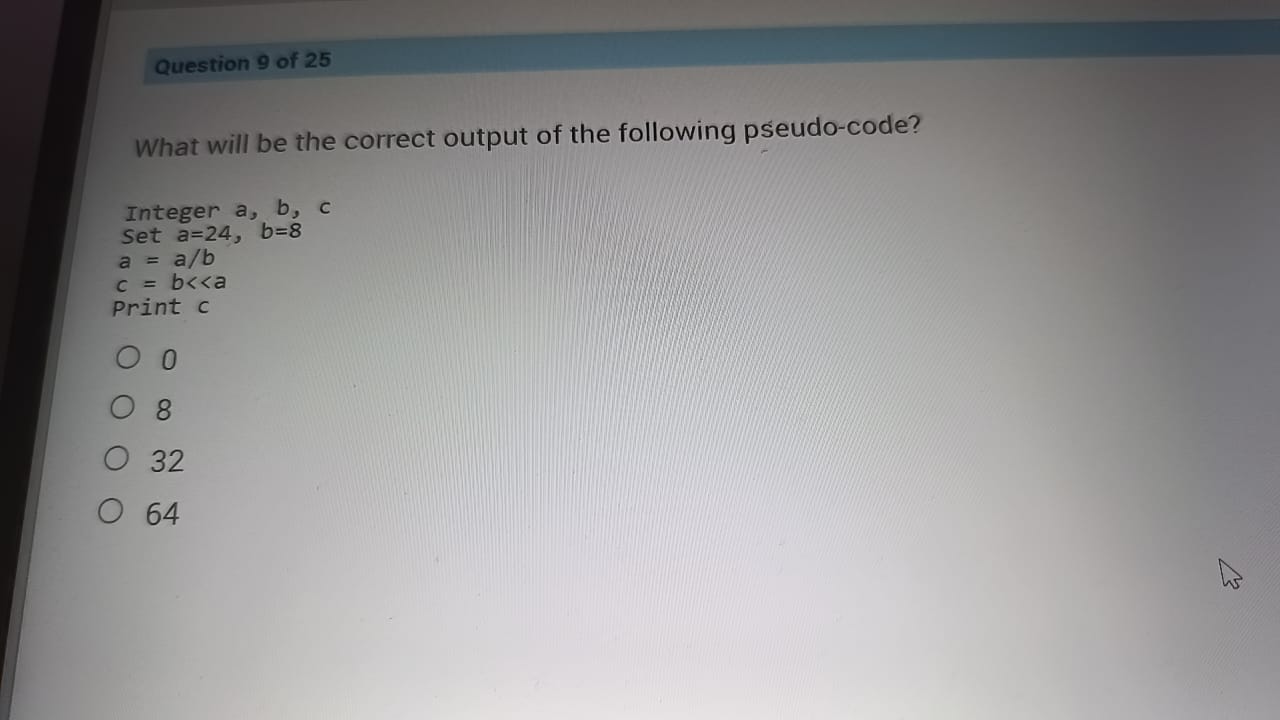 Question 9 of 25
What will be the correct output of the following pseudo-code?
Integer a, b, c
Set a=24, b=8
a = a/b
c = b<<a
Print c
0
8
32
64